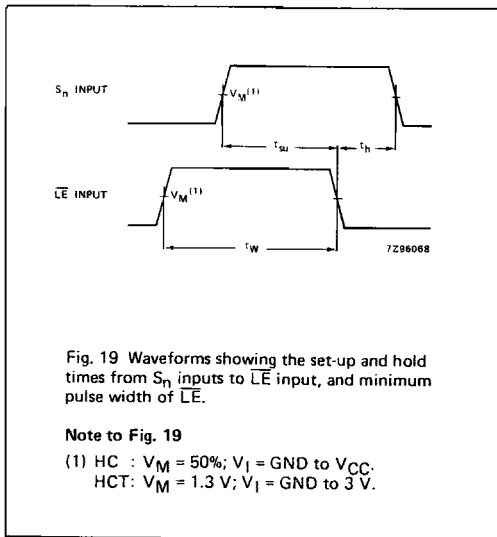 Sn INPUT
VM(1)
tsu
th
LE INPUT
VM(1)
7Z96068
tW
Fig. 19 Waveforms showing the set-up and hold
times from Sn inputs to LE input, and minimum
pulse width of LE.
Note to Fig. 19
(1) HC : VM = 50%; VI = GND to VCC.
HCT: VM = 1.3 V; VI = GND to 3 V.